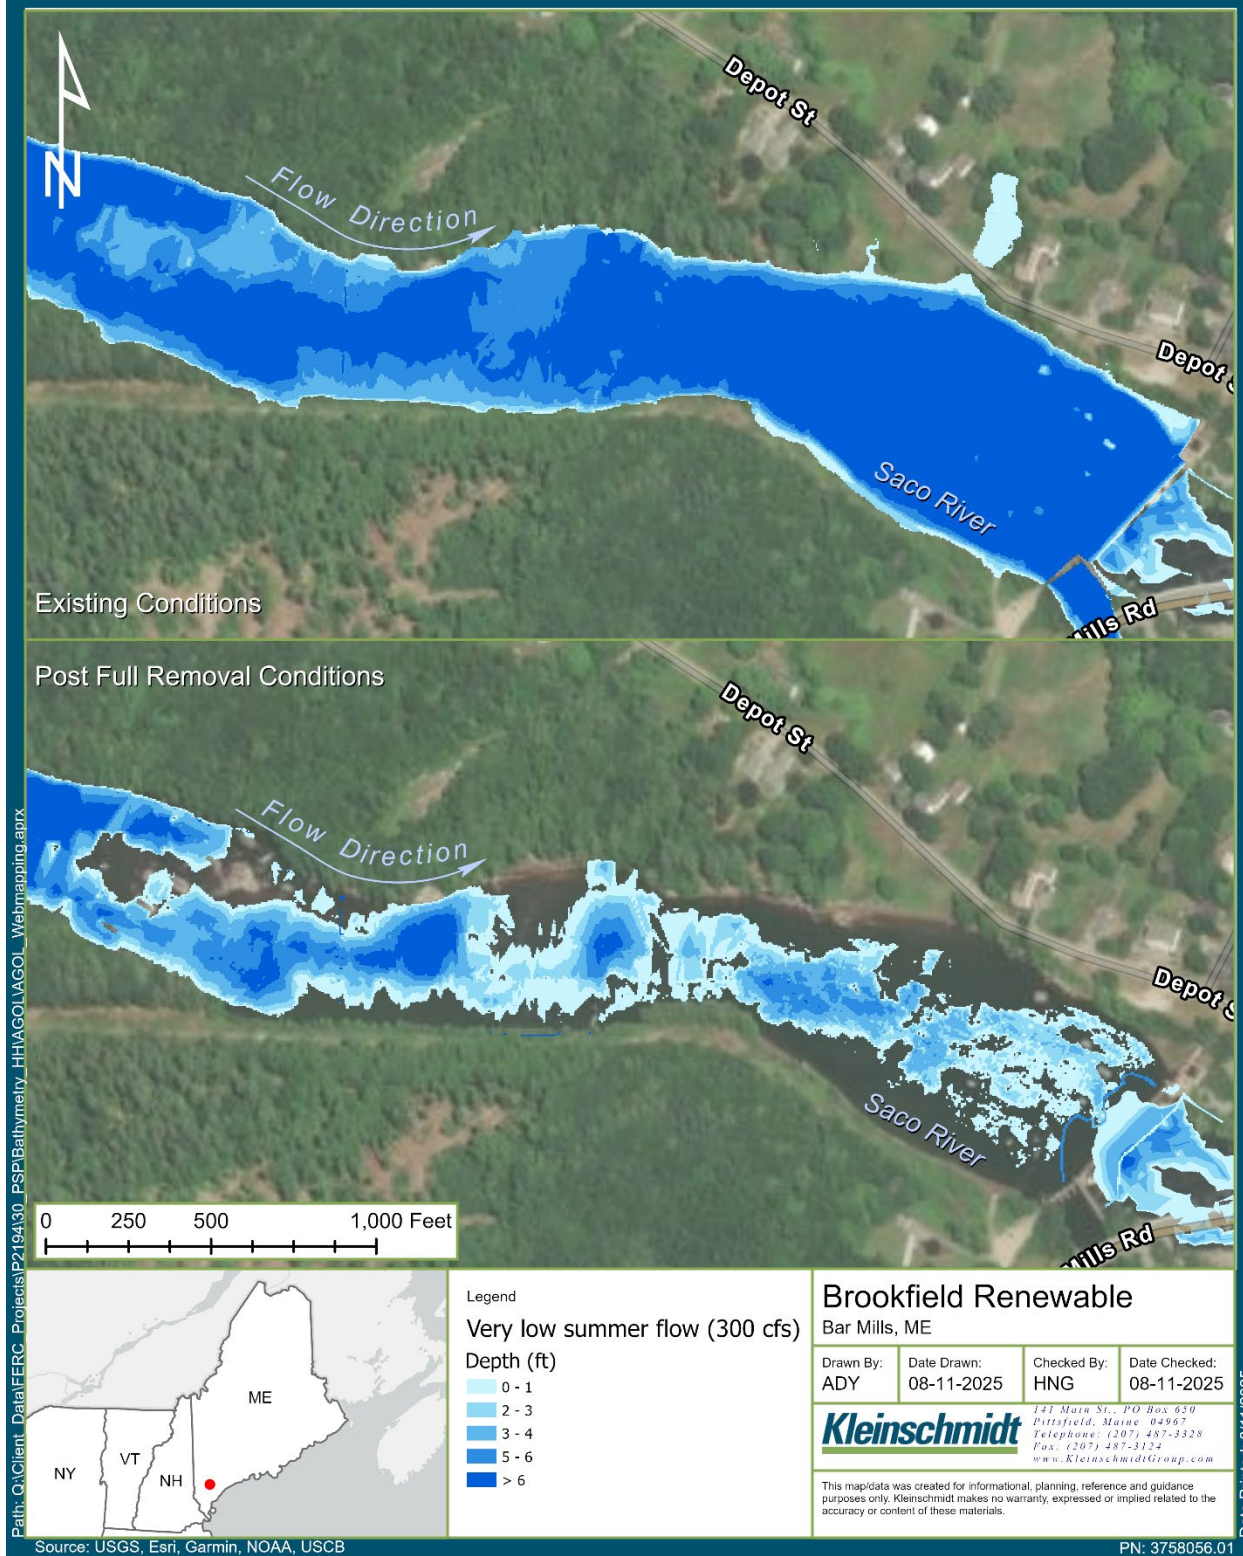 N
Flow Direction
Depot St
Depot S
Saco River
Mills Rd
Existing Conditions
Post Full Removal Conditions
Depot St
Flow Direction
Depot S
Saco River
Mills Rd
0 250 500 1,000 Feet
ME
VT
NH
NY
Legend
Very low summer flow (300 cfs)
Depth (ft)
0 - 1
2 - 3
3 - 4
5 - 6
> 6
Brookfield Renewable
Bar Mills, ME
Drawn By: ADY
Date Drawn: 08-11-2025
Checked By: HNG
Date Checked: 08-11-2025
Kleinschmidt
141 Main St., PO Box 650
Pittsfield, Maine 04967
Telephone: (207) 487-3328
Fax: (207) 487-3124
www.KleinschmidtGroup.com
This map/data was created for informational, planning, reference and guidance
purposes only. Kleinschmidt makes no warranty, expressed or implied related to the
accuracy or content of these materials.
Path: Q:\Client_Data\FERC_Projects\P2194\30_PSP\Bathymetry_HH\AGOL\AGOL_Webmapping.aprx
Source: USGS, Esri, Garmin, NOAA, USCB
PN: 3758056.01